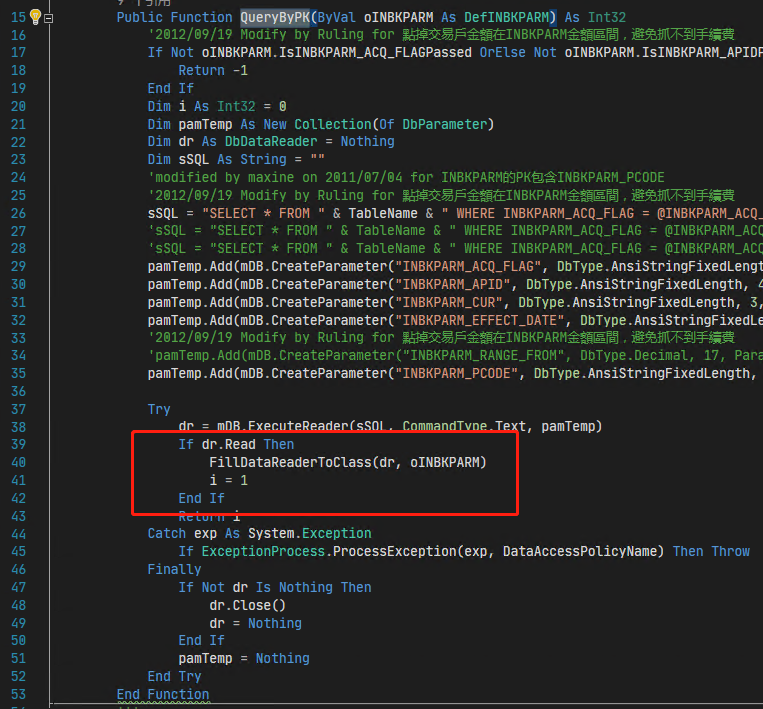 個引用
15 Public Function QueryByPK(ByVal oINBKPARM As DefINBKPARM) As Int32
16 '2012/09/19 Modify by Ruling for 點掉交易戶金額在INBKPARM金額區間，避免抓不到手續費
17 If Not oINBKPARM.IsINBKPARM_ACQ_FLAGPassed OrElse Not oINBKPARM.IsINBKPARM_APIDP
18 Return -1
19 End If
20 Dim i As Int32 = 0
21 Dim pamTemp As New Collection(Of DbParameter)
22 Dim dr As DbDataReader = Nothing
23 Dim sSQL As String = ""
24 'modified by maxine on 2011/07/04 for INBKPARM的PK包含INBKPARM_PCODE
25 '2012/09/19 Modify by Ruling for 點掉交易戶金額在INBKPARM金額區間，避免抓不到手續費
26 sSQL = "SELECT * FROM " & TableName & " WHERE INBKPARM_ACQ_FLAG = @INBKPARM_ACQ_
27 'sSQL = "SELECT * FROM " & TableName & " WHERE INBKPARM_ACQ_FLAG = @INBKPARM_ACQ
28 'sSQL = "SELECT * FROM " & TableName & " WHERE INBKPARM_ACQ_FLAG = @INBKPARM_ACQ
29 pamTemp.Add(mDB.CreateParameter("INBKPARM_ACQ_FLAG", DbType.AnsiStringFixedLengt
30 pamTemp.Add(mDB.CreateParameter("INBKPARM_APID", DbType.AnsiStringFixedLength, 4
31 pamTemp.Add(mDB.CreateParameter("INBKPARM_CUR", DbType.AnsiStringFixedLength, 3,
32 pamTemp.Add(mDB.CreateParameter("INBKPARM_EFFECT_DATE", DbType.AnsiStringFixedLe
33 '2012/09/19 Modify by Ruling for 點掉交易戶金額在INBKPARM金額區間，避免抓不到手續費
34 'pamTemp.Add(mDB.CreateParameter("INBKPARM_RANGE_FROM", DbType.Decimal, 17, Para
35 pamTemp.Add(mDB.CreateParameter("INBKPARM_PCODE", DbType.AnsiStringFixedLength,
36
37 Try
38 dr = mDB.ExecuteReader(sSQL, CommandType.Text, pamTemp)
39 If dr.Read Then
40 FillDataReaderToClass(dr, oINBKPARM)
41 i = 1
42 End If
43 Return i
44 Catch exp As System.Exception
45 If ExceptionProcess.ProcessException(exp, DataAccessPolicyName) Then Throw
46 Finally
47 If Not dr Is Nothing Then
48 dr.Close()
49 dr = Nothing
50 End If
51 pamTemp = Nothing
52 End Try
53 End Function